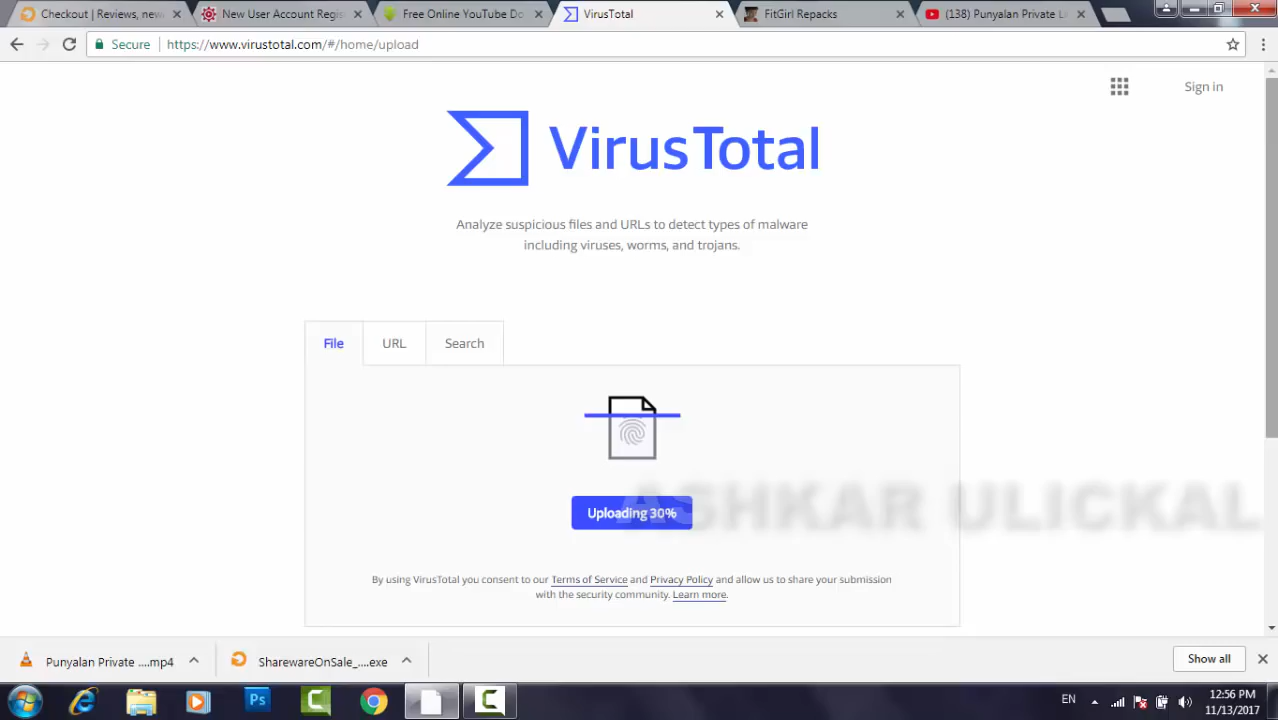 Checkout | Reviews, news
New User Account Regist
Free Online YouTube Do
VirusTotal
FitGirl Repacks
(138) Punyalan Private L
Secure
https://www.virustotal.com/#/home/upload
Sign in
VirusTotal
Analyze suspicious files and URLs to detect types of malware
including viruses, worms, and trojans.
File
URL
Search
Uploading 30%
ASHKAR ULICKAL
By using VirusTotal you consent to our Terms of Service and Privacy Policy and allow us to share your submission
with the security community. Learn more.
Punyalan Private ....mp4
SharewareOnSale_....exe
Show all
Ps
EN
12:56 PM
11/13/2017